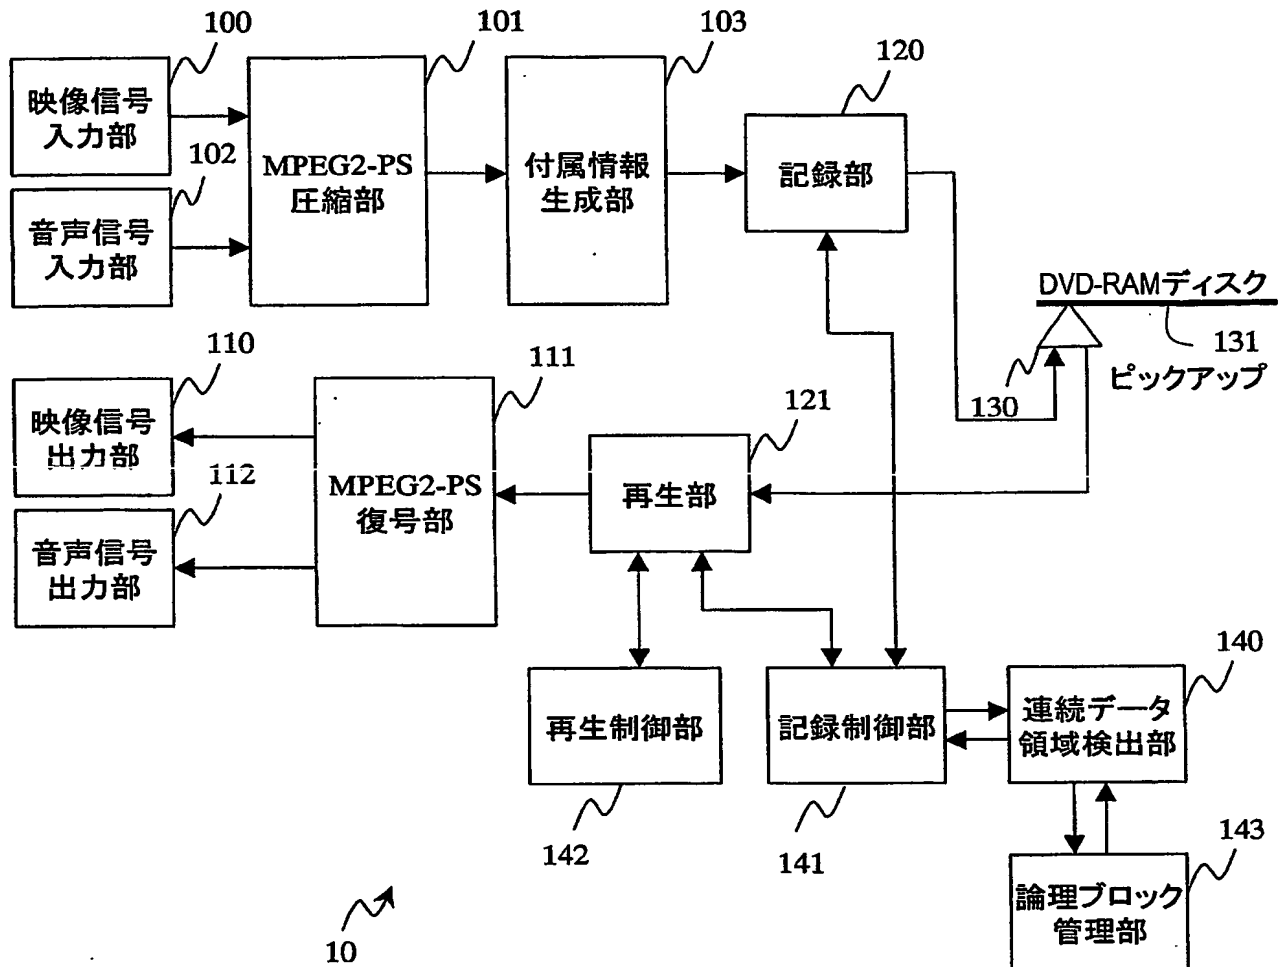 100
101
103
120
映像信号
入力部
102
音声信号
入力部
MPEG2-PS
圧縮部
付属情報
生成部
記録部
DVD-RAMディスク
131
ピックアップ
130
110
111
121
映像信号
出力部
112
音声信号
出力部
MPEG2-PS
復号部
再生部
140
再生制御部
記録制御部
連続データ
領域検出部
142
141
143
論理ブロック
管理部
10